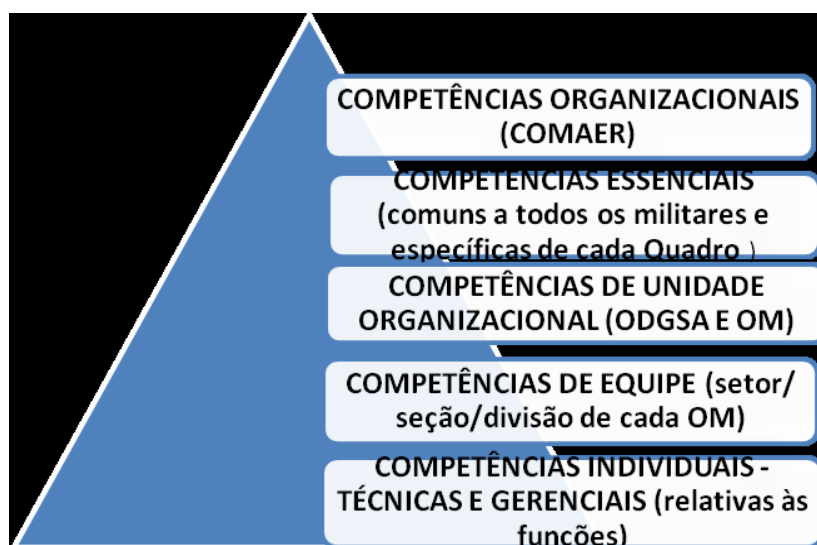 COMPETÊNCIAS ORGANIZACIONAIS
(COMAER)
COMPETÊNCIAS ESSENCIAIS
(comuns a todos os militares e
específicas de cada Quadro )
COMPETÊNCIAS DE UNIDADE
ORGANIZACIONAL (ODGSA E OM)
COMPETÊNCIAS DE EQUIPE (setor/
seção/divisão de cada OM)
COMPETÊNCIAS INDIVIDUAIS -
TÉCNICAS E GERENCIAIS (relativas às
funções)